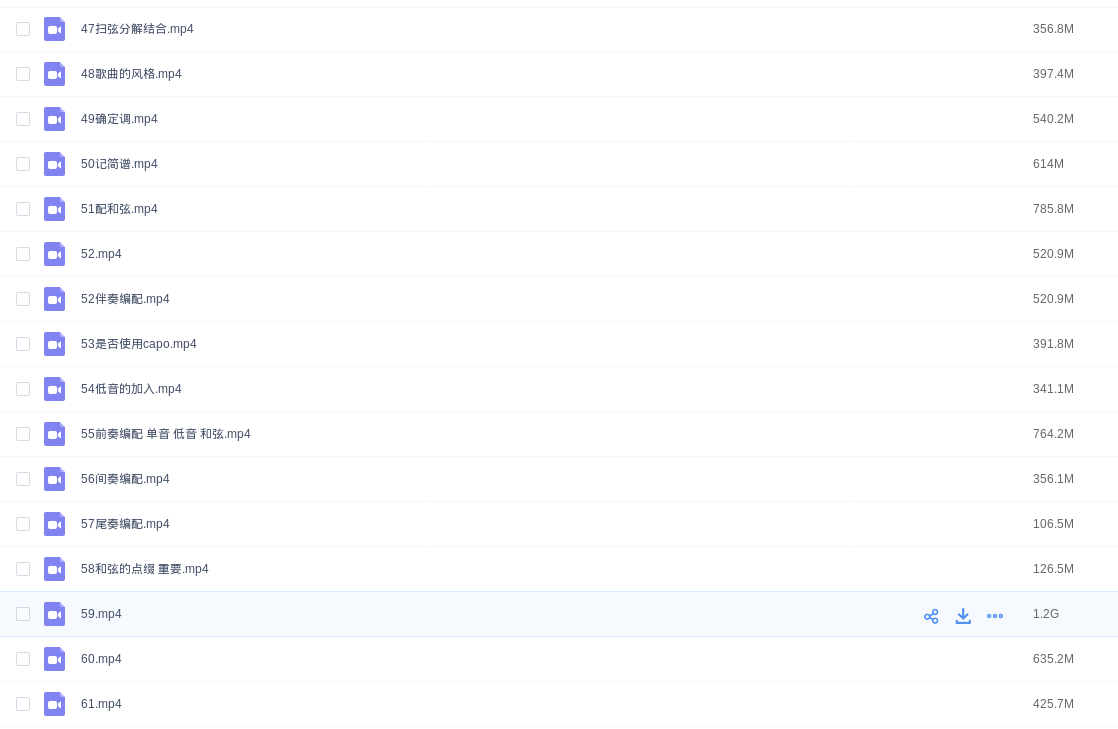 47扫弦分解结合.mp4 356.8M
48歌曲的风格.mp4 397.4M
49确定调.mp4 540.2M
50记简谱.mp4 614M
51配和弦.mp4 785.8M
52.mp4 520.9M
52伴奏编配.mp4 520.9M
53是否使用capo.mp4 391.8M
54低音的加入.mp4 341.1M
55前奏编配 单音 低音 和弦.mp4 764.2M
56间奏编配.mp4 356.1M
57尾奏编配.mp4 106.5M
58和弦的点缀 重要.mp4 126.5M
59.mp4 1.2G
60.mp4 635.2M
61.mp4 425.7M